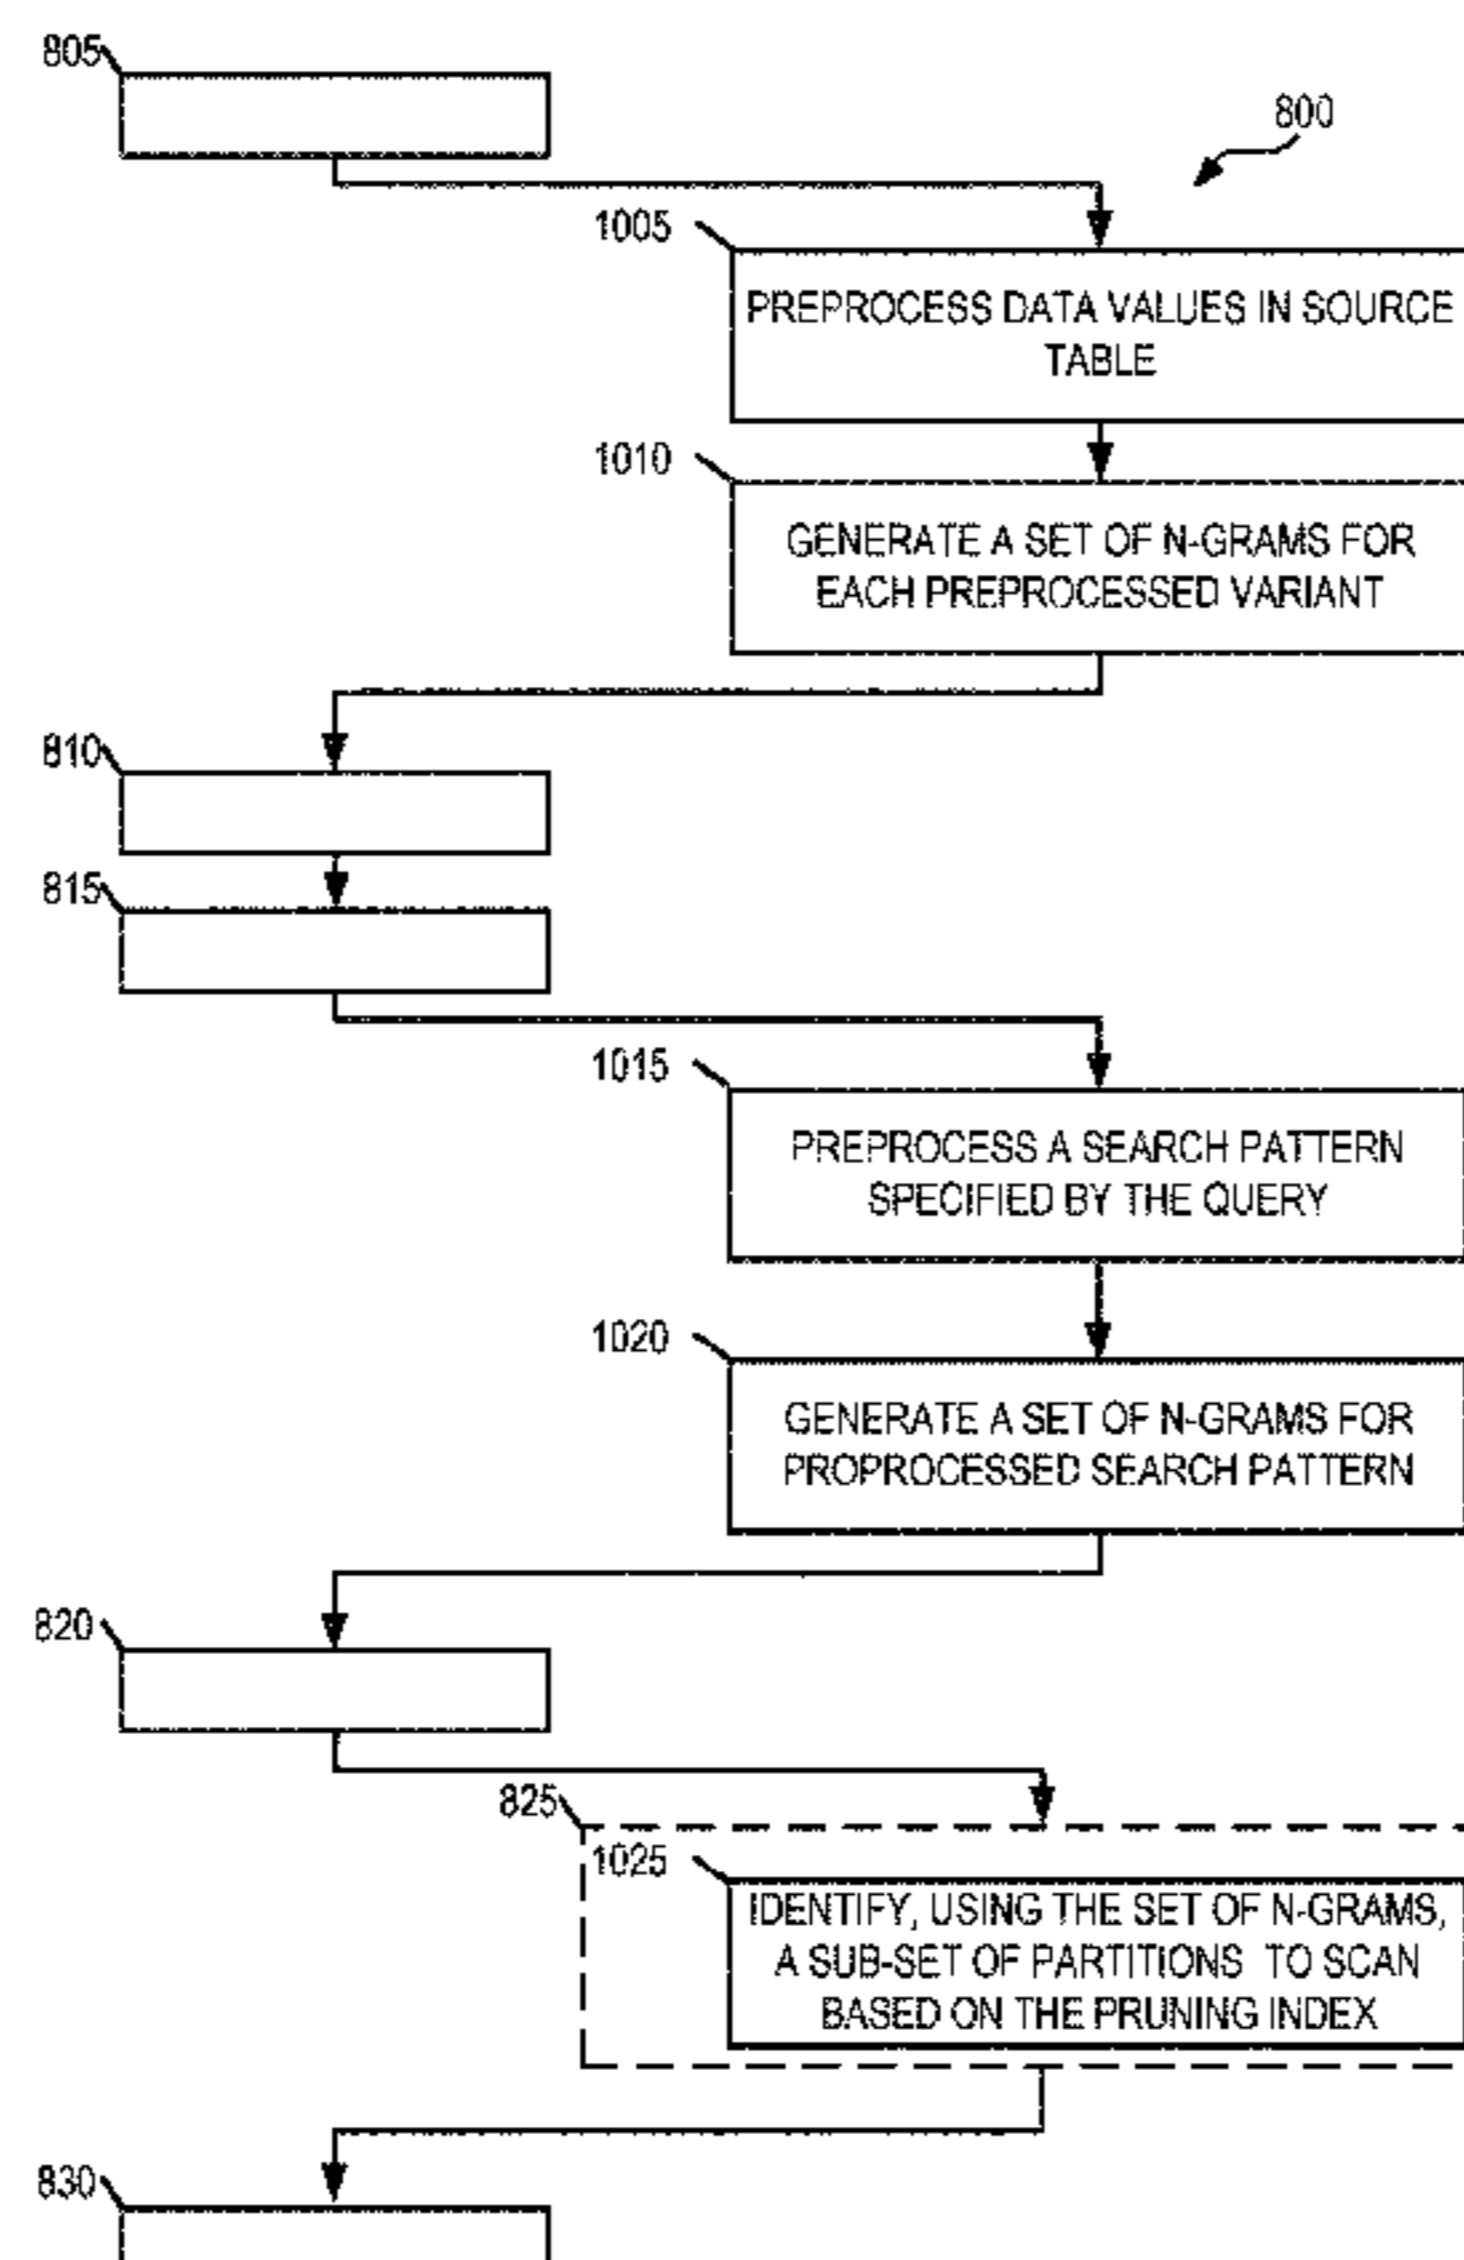 805
800
1005
PREPROCESS DATA VALUES IN SOURCE
TABLE
1010
GENERATE A SET OF N-GRAMS FOR
EACH PREPROCESSED VARIANT
810
815
1015
PREPROCESS A SEARCH PATTERN
SPECIFIED BY THE QUERY
1020
GENERATE A SET OF N-GRAMS FOR
PROPROCESSED SEARCH PATTERN
820
825
1025
IDENTIFY, USING THE SET OF N-GRAMS,
A SUB-SET OF PARTITIONS TO SCAN
BASED ON THE PRUNING INDEX
830